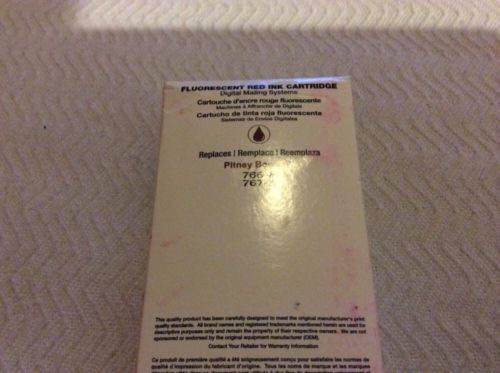 FLUORESCENT RED INK CARTRIDGE
Digital Mailing Systems
Cartouche d'encre rouge fluorescente
Machines à Affranchir de Digitals
Cartucho de tinta roja fluorescente
Sistemas de Envíos Digitales
Replaces | Remplace | Reemplaza
Pitney
766
767
This quality product has been carefully designed to meet the original manufacturer's print
quality standards. All brand names and registered trademarks mentioned herein are used for
descriptive purposes only and remain the property of their respective owners. We are not
sponsored or endorsed by the original equipment manufacturer (OEM).
Contact Your Retailer for Warranty Information
Ce produit de première qualité a été soigneusement conçu pour satisfaire les normes de
qualité d'impression du fabricant d'origine. Tous les noms de marque et les marques